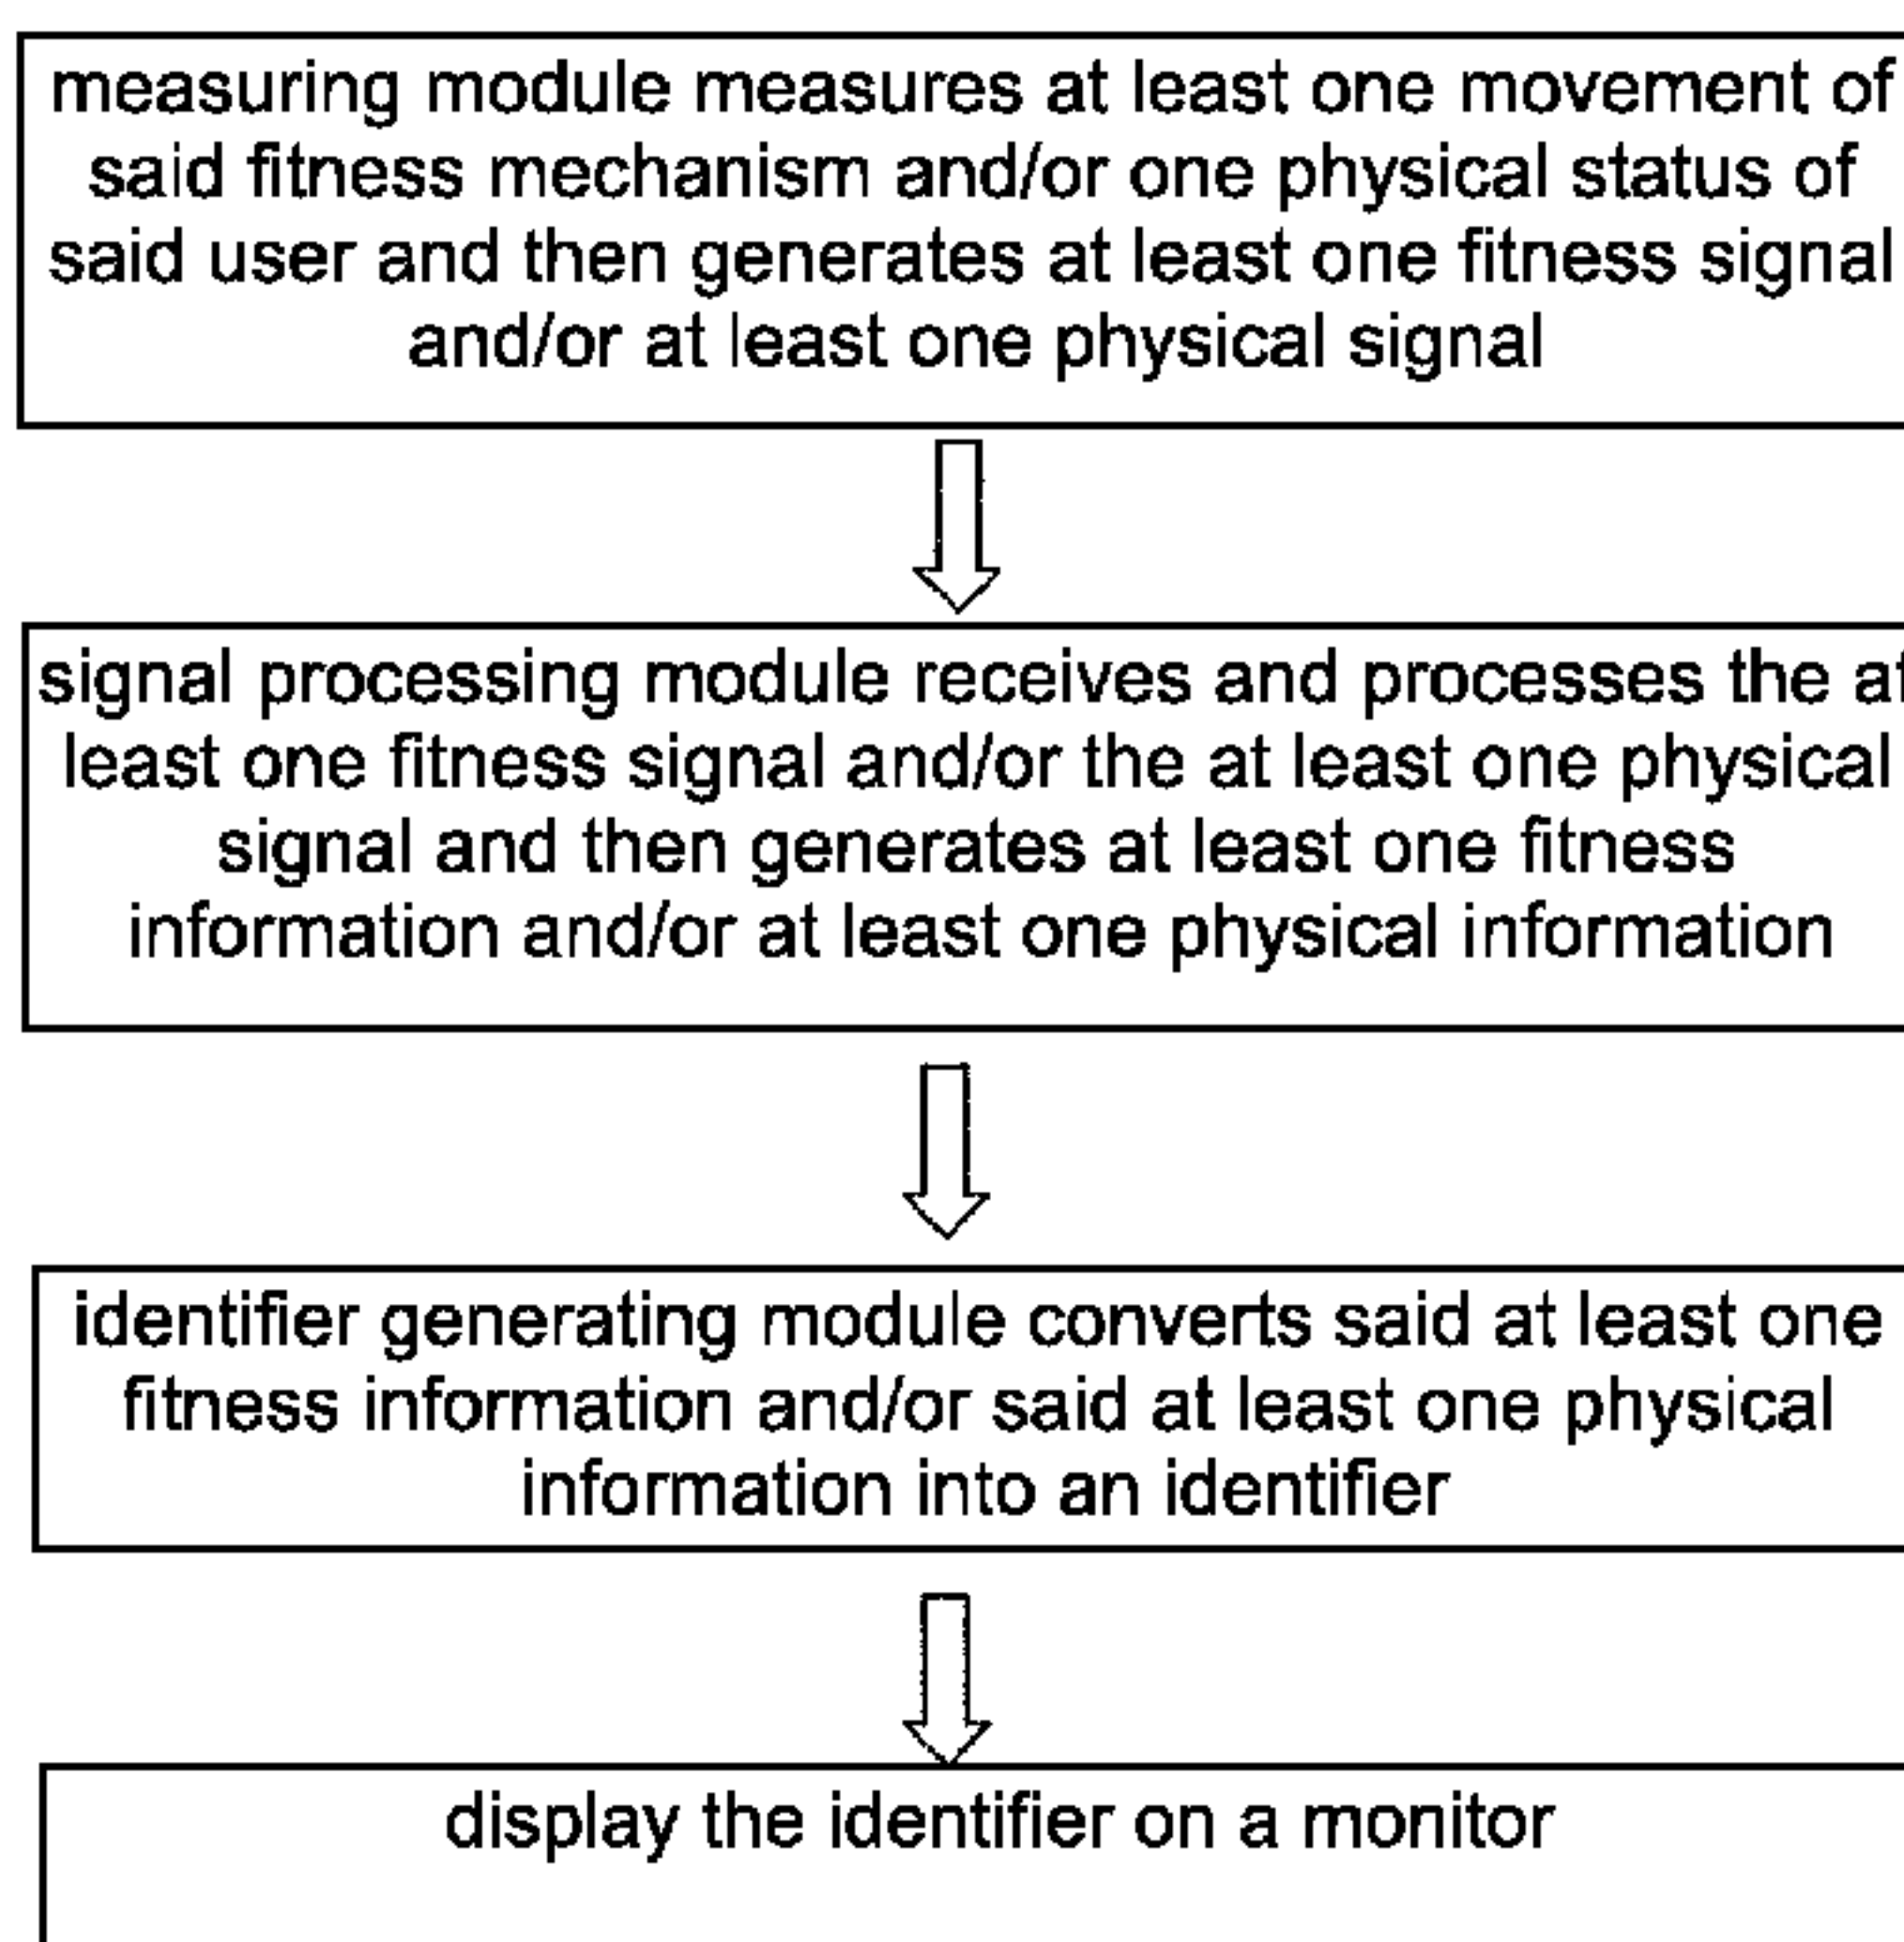 measuring module measures at least one movement of
said fitness mechanism and/or one physical status of
said user and then generates at least one fitness signal
and/or at least one physical signal
signal processing module receives and processes the at
least one fitness signal and/or the at least one physical
signal and then generates at least one fitness
information and/or at least one physical information
identifier generating module converts said at least one
fitness information and/or said at least one physical
information into an identifier
display the identifier on a monitor